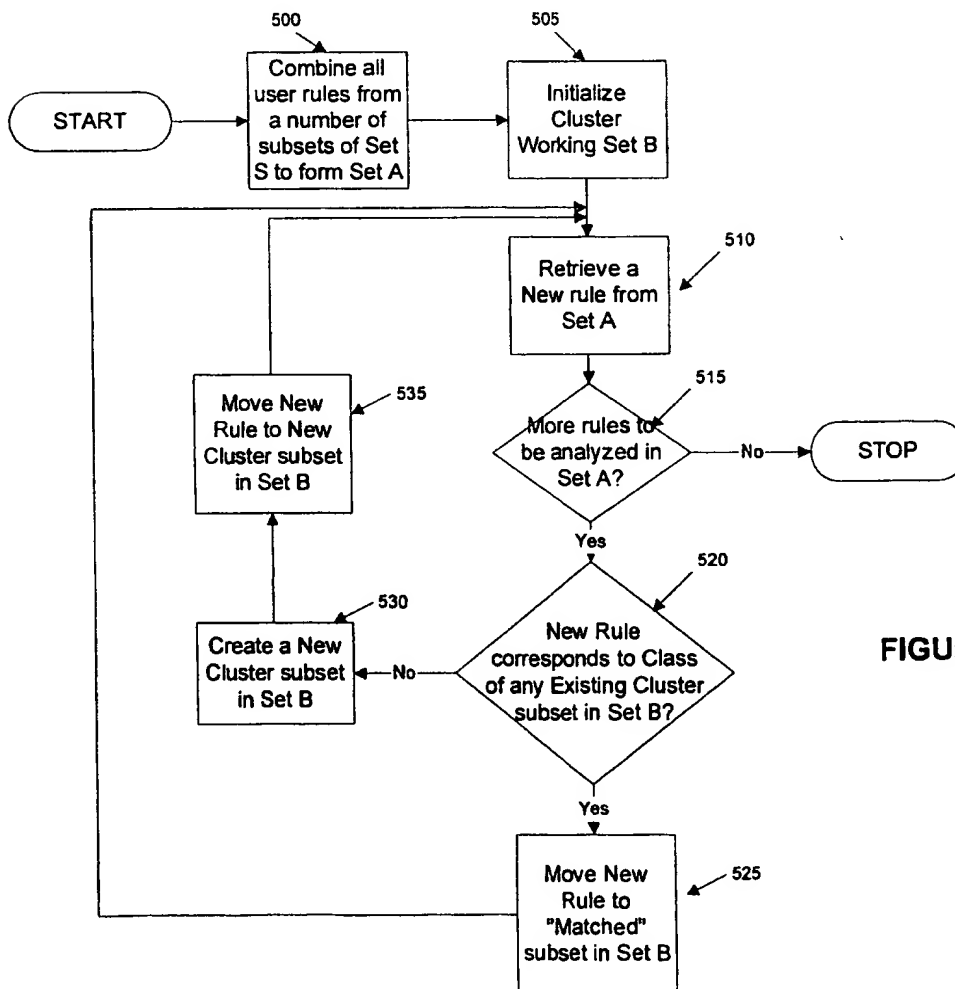 500
505
START
Combine all
user rules from
a number of
subsets of Set
S to form Set A
Initialize
Cluster
Working Set B
510
Retrieve a
New rule from
Set A
515
More rules to
be analyzed in
Set A?
No
STOP
535
Move New
Rule to New
Cluster subset
in Set B
Yes
520
530
Create a New
Cluster subset
in Set B
No
New Rule
corresponds to Class
of any Existing Cluster
subset in Set B?
FIGU
Yes
525
Move New
Rule to
"Matched"
subset in Set B